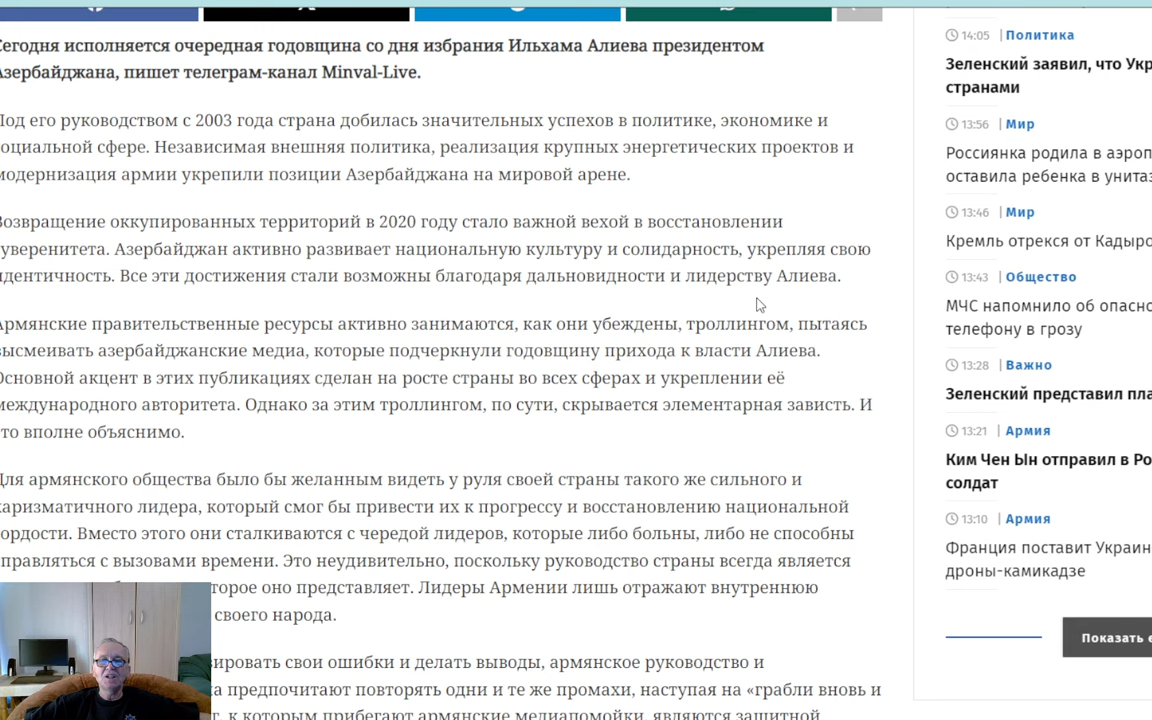 Сегодня исполняется очередная годовщина со дня избрания Ильхама Алиева президентом
Азербайджана, пишет телеграм-канал Minval-Live.
Под его руководством с 2003 года страна добилась значительных успехов в политике, экономике и
социальной сфере. Независимая внешняя политика, реализация крупных энергетических проектов и
модернизация армии укрепили позиции Азербайджана на мировой арене.
Возвращение оккупированных территорий в 2020 году стало важной вехой в восстановлении
суверенитета. Азербайджан активно развивает национальную культуру и солидарность, укрепляя свою
идентичность. Все эти достижения стали возможны благодаря дальновидности и лидерству Алиева.
Армянские правительственные ресурсы активно занимаются, как они убеждены, троллингом, пытаясь
высмеивать азербайджанские медиа, которые подчеркнули годовщину прихода к власти Алиева.
Основной акцент в этих публикациях сделан на росте страны во всех сферах и укреплении её
международного авторитета. Однако за этим троллингом, по сути, скрывается элементарная зависть. И
это вполне объяснимо.
Для армянского общества было бы желанным видеть у руля своей страны такого же сильного и
харизматичного лидера, который смог бы привести их к прогрессу и восстановлению национальной
гордости. Вместо этого они сталкиваются с чередой лидеров, которые либо больны, либо не способны
справляться с вызовами времени. Это неудивительно, поскольку руководство страны всегда является
торое оно представляет. Лидеры Армении лишь отражают внутреннюю
своего народа.
зировать свои ошибки и делать выводы, армянское руководство и
ка предпочитают повторять одни и те же промахи, наступая на «грабли вновь и
г, к которым прибегают армянские медиапомойки, являются защитной
14:05 | Политика
Зеленский заявил, что Укр
странами
13:56 | Мир
Россиянка родила в аэроп
оставила ребенка в унитаз
13:46 | Мир
Кремль отрекся от Кадыро
13:43 | Общество
МЧС напомнило об опасно
телефону в грозу
13:28 | Важно
Зеленский представил пла
13:21 | Армия
Ким Чен Ын отправил в Ро
солдат
13:10 | Армия
Франция поставит Украин
дроны-камикадзе
Показать е